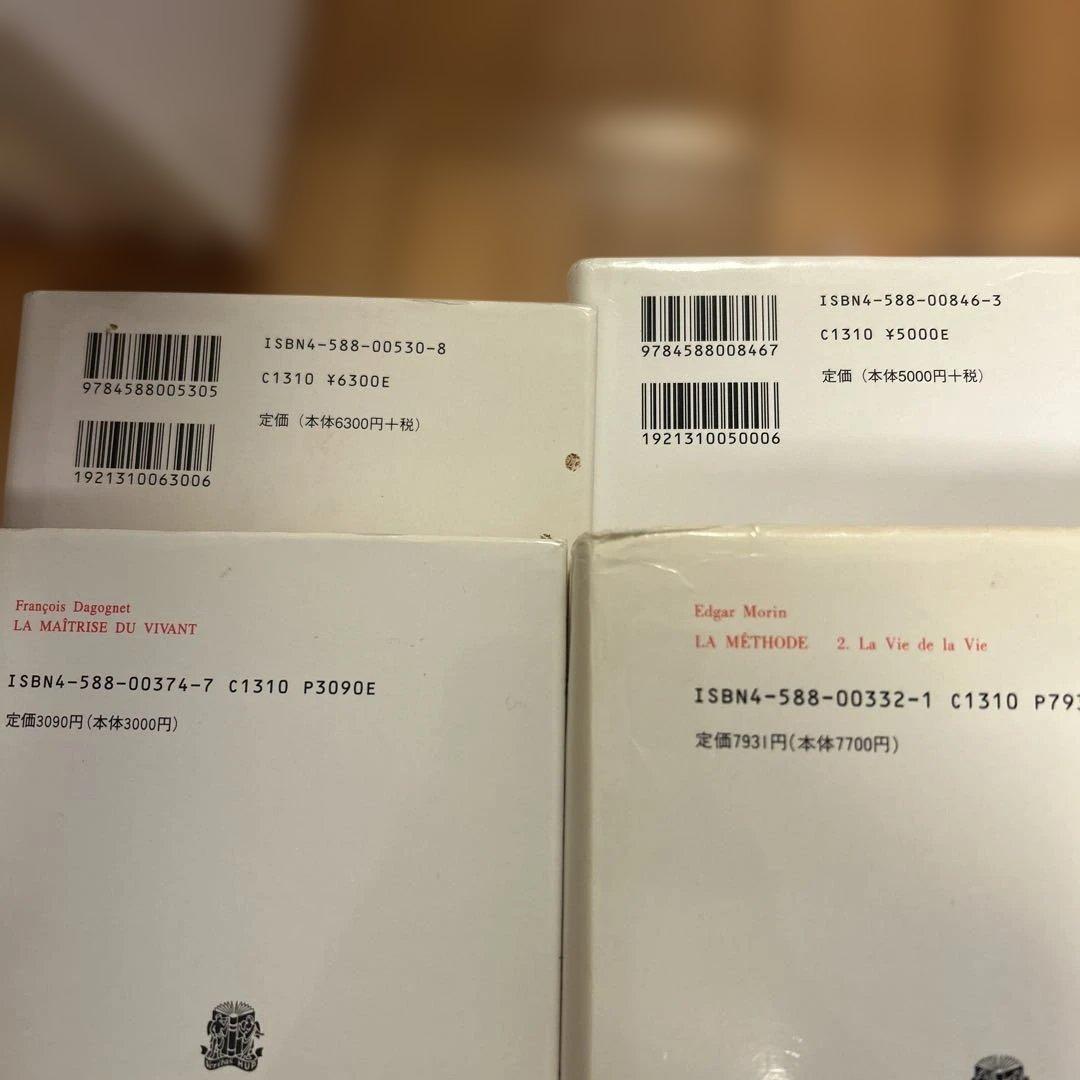 ISBN4-588-00530-8
9784588005305
C1310 ¥6300E
定価（本体6300円＋税）
1921310063006
ISBN4-588-00846-3
9784588008467
C1310 ¥5000E
定価（本体5000円＋税）
1921310050006
François Dagognet
LA MAÎTRISE DU VIVANT
ISBN4-588-00374-7 C1310 P3090E
定価3090円(本体3000円)
Edgar Morin
LA MÉTHODE 2. La Vie de la Vie
ISBN4-588-00332-1 C1310 P793
定価7931円(本体7700円)